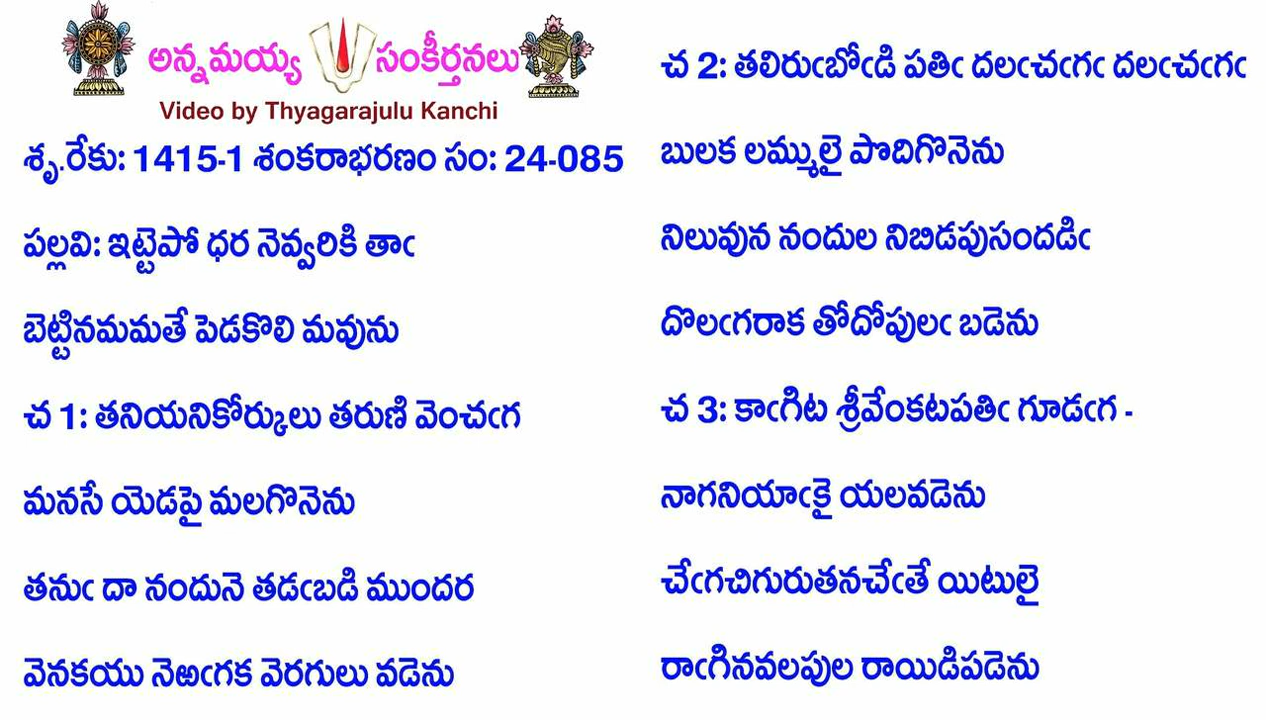 అన్నమయ్య సంకీర్తనలు
Video by Thyagarajulu Kanchi
శృ.రేకు: 1415-1 శంకరాభరణం సం: 24-085
పల్లవి: ఇట్టెపో ధర నెవ్వరికి తాఁ
బెట్టినమమతే పెడకొలి మవును
చ 1: తనియనికోర్కులు తరుణి వెంచఁగ
మనసే యెడపై మలగొనెను
తనుఁ దా నందునె తడఁబడి ముందర
వెనకయు నెఱఁగక వెరగులు వడెను
చ 2: తలిరుఁబోఁడి పతిఁ దలఁచఁగఁ దలఁచఁగఁ
బులక లమ్ములై పొదిగొనెను
నిలువున నందుల నిబిడపుసందడిఁ
దొలఁగరాక తోదోపులఁ బడెను
చ 3: కాఁగిట శ్రీవేంకటపతిఁ గూడఁగ -
నాగనియాఁకై యలవడెను
చేఁగచిగురుతనచేఁతే యిటులై
రాఁగినవలపుల రాయిడిపడెను